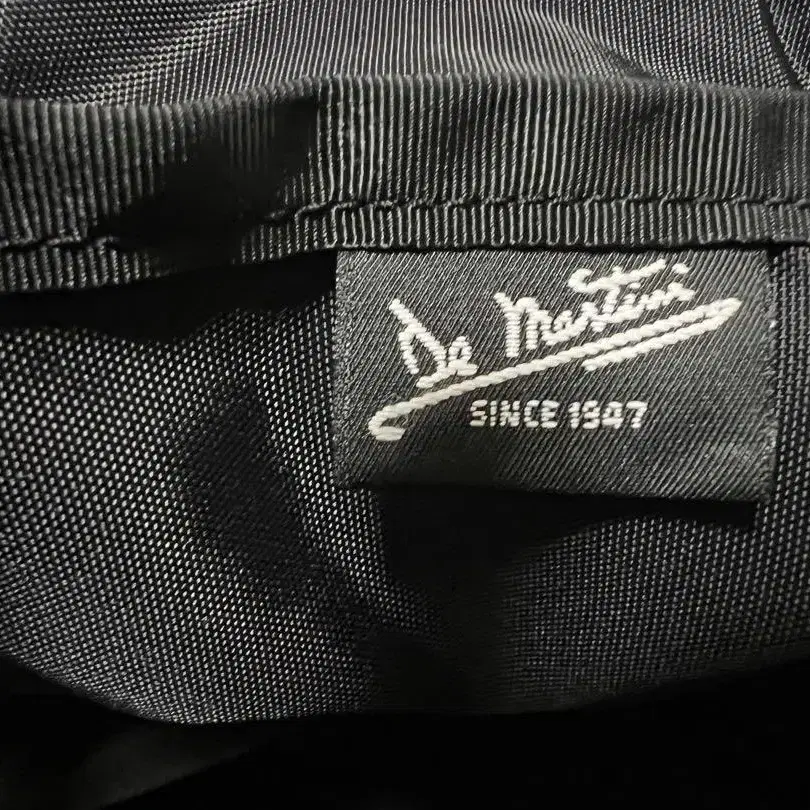 De Martini
SINCE 1947